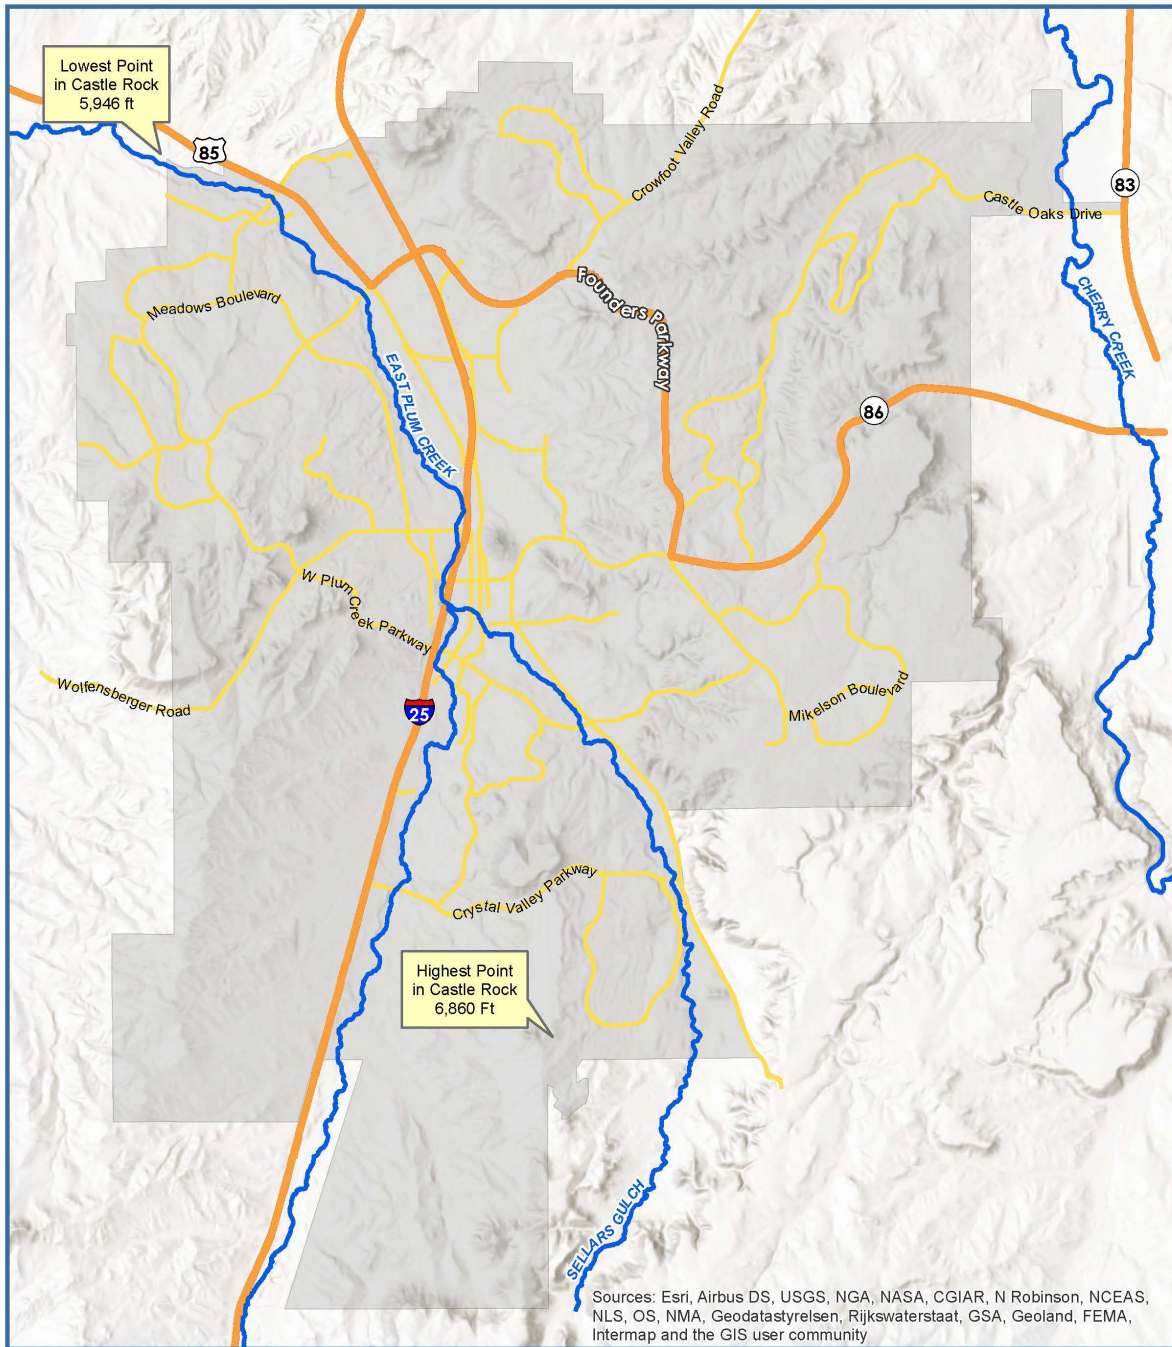 Lowest Point
in Castle Rock
5,946 ft
85
Crowfoot Valley Road
83
Castle Oaks Drive
Founders Parkway
Meadows Boulevard
CHERRY CREEK
EAST PLUM CREEK
86
W Plum Creek Parkway
Wolfensberger Road
Mikelson Boulevard
25
Crystal Valley Parkway
Highest Point
in Castle Rock
6,860 Ft
SELLARS GULCH
Sources: Esri, Airbus DS, USGS, NGA, NASA, CGIAR, N Robinson, NCEAS,
NLS, OS, NMA, Geodatastyrelsen, Rijkswaterstaat, GSA, Geoland, FEMA,
Intermap and the GIS user community